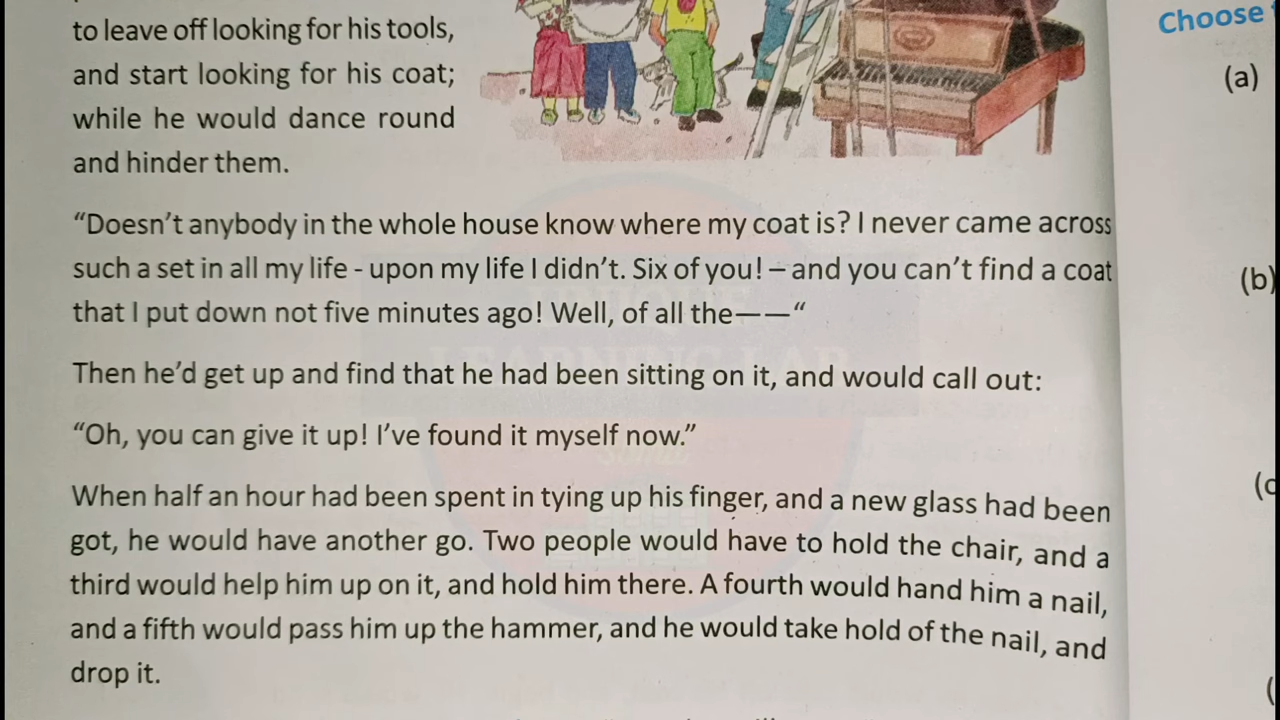 to leave off looking for his tools,
and start looking for his coat;
while he would dance round
and hinder them.
“Doesn’t anybody in the whole house know where my coat is? I never came across
such a set in all my life - upon my life I didn’t. Six of you! – and you can’t find a coat
that I put down not five minutes ago! Well, of all the——“
Then he’d get up and find that he had been sitting on it, and would call out:
“Oh, you can give it up! I’ve found it myself now.”
When half an hour had been spent in tying up his finger, and a new glass had been
got, he would have another go. Two people would have to hold the chair, and a
third would help him up on it, and hold him there. A fourth would hand him a nail,
and a fifth would pass him up the hammer, and he would take hold of the nail, and
drop it.
Choose
(a)
(b)
LEARNING LAB